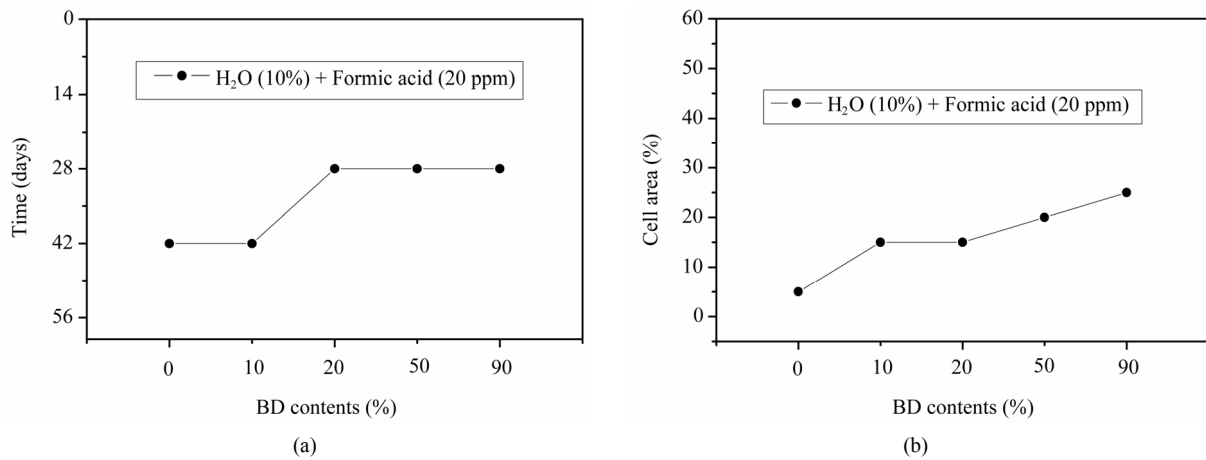 0
14
28
42
56
Time (days)
H₂O (10%) + Formic acid (20 ppm)
0 10 20 50 90
BD contents (%)
(a)
60
50
40
30
20
10
0
Cell area (%)
H₂O (10%) + Formic acid (20 ppm)
0 10 20 50 90
BD contents (%)
(b)